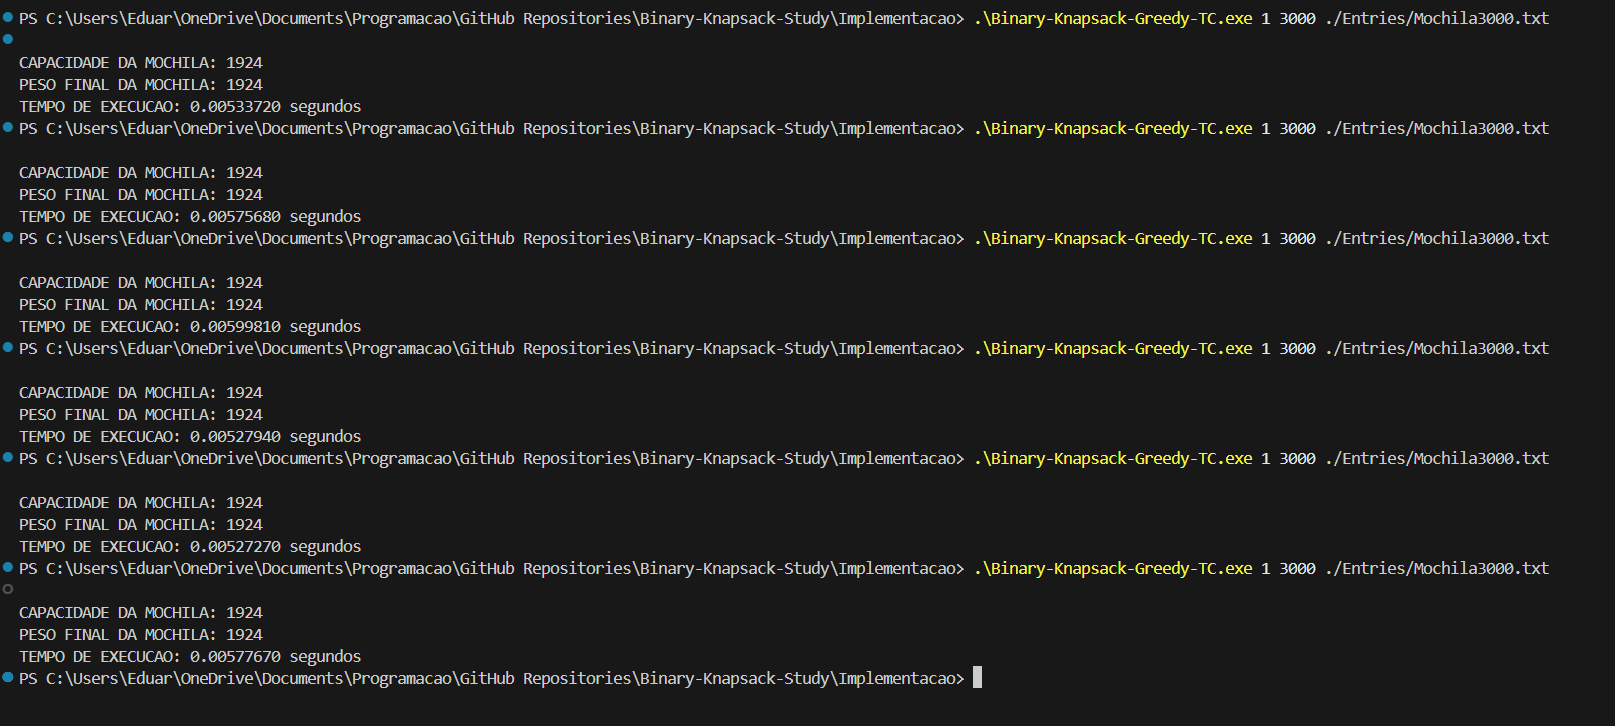 PS C:\Users\Eduar\OneDrive\Documents\Programacao\GitHub Repositories\Binary-Knapsack-Study\Implementacao> .\Binary-Knapsack-Greedy-TC.exe 1 3000 ./Entries/Mochila3000.txt
CAPACIDADE DA MOCHILA: 1924
PESO FINAL DA MOCHILA: 1924
TEMPO DE EXECUCAO: 0.00533720 segundos
PS C:\Users\Eduar\OneDrive\Documents\Programacao\GitHub Repositories\Binary-Knapsack-Study\Implementacao> .\Binary-Knapsack-Greedy-TC.exe 1 3000 ./Entries/Mochila3000.txt
CAPACIDADE DA MOCHILA: 1924
PESO FINAL DA MOCHILA: 1924
TEMPO DE EXECUCAO: 0.00575680 segundos
PS C:\Users\Eduar\OneDrive\Documents\Programacao\GitHub Repositories\Binary-Knapsack-Study\Implementacao> .\Binary-Knapsack-Greedy-TC.exe 1 3000 ./Entries/Mochila3000.txt
CAPACIDADE DA MOCHILA: 1924
PESO FINAL DA MOCHILA: 1924
TEMPO DE EXECUCAO: 0.00599810 segundos
PS C:\Users\Eduar\OneDrive\Documents\Programacao\GitHub Repositories\Binary-Knapsack-Study\Implementacao> .\Binary-Knapsack-Greedy-TC.exe 1 3000 ./Entries/Mochila3000.txt
CAPACIDADE DA MOCHILA: 1924
PESO FINAL DA MOCHILA: 1924
TEMPO DE EXECUCAO: 0.00527940 segundos
PS C:\Users\Eduar\OneDrive\Documents\Programacao\GitHub Repositories\Binary-Knapsack-Study\Implementacao> .\Binary-Knapsack-Greedy-TC.exe 1 3000 ./Entries/Mochila3000.txt
CAPACIDADE DA MOCHILA: 1924
PESO FINAL DA MOCHILA: 1924
TEMPO DE EXECUCAO: 0.00527270 segundos
PS C:\Users\Eduar\OneDrive\Documents\Programacao\GitHub Repositories\Binary-Knapsack-Study\Implementacao> .\Binary-Knapsack-Greedy-TC.exe 1 3000 ./Entries/Mochila3000.txt
CAPACIDADE DA MOCHILA: 1924
PESO FINAL DA MOCHILA: 1924
TEMPO DE EXECUCAO: 0.00577670 segundos
PS C:\Users\Eduar\OneDrive\Documents\Programacao\GitHub Repositories\Binary-Knapsack-Study\Implementacao>